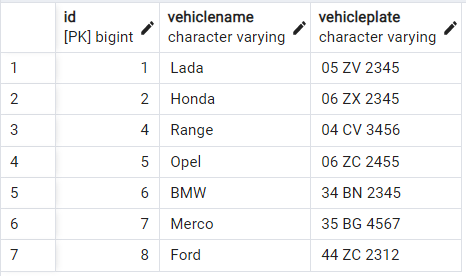 id vehiclename vehicleplate
[PK] bigint character varying character varying
1 1 Lada 05 ZV 2345
2 2 Honda 06 ZX 2345
3 4 Range 04 CV 3456
4 5 Opel 06 ZC 2455
5 6 BMW 34 BN 2345
6 7 Merco 35 BG 4567
7 8 Ford 44 ZC 2312